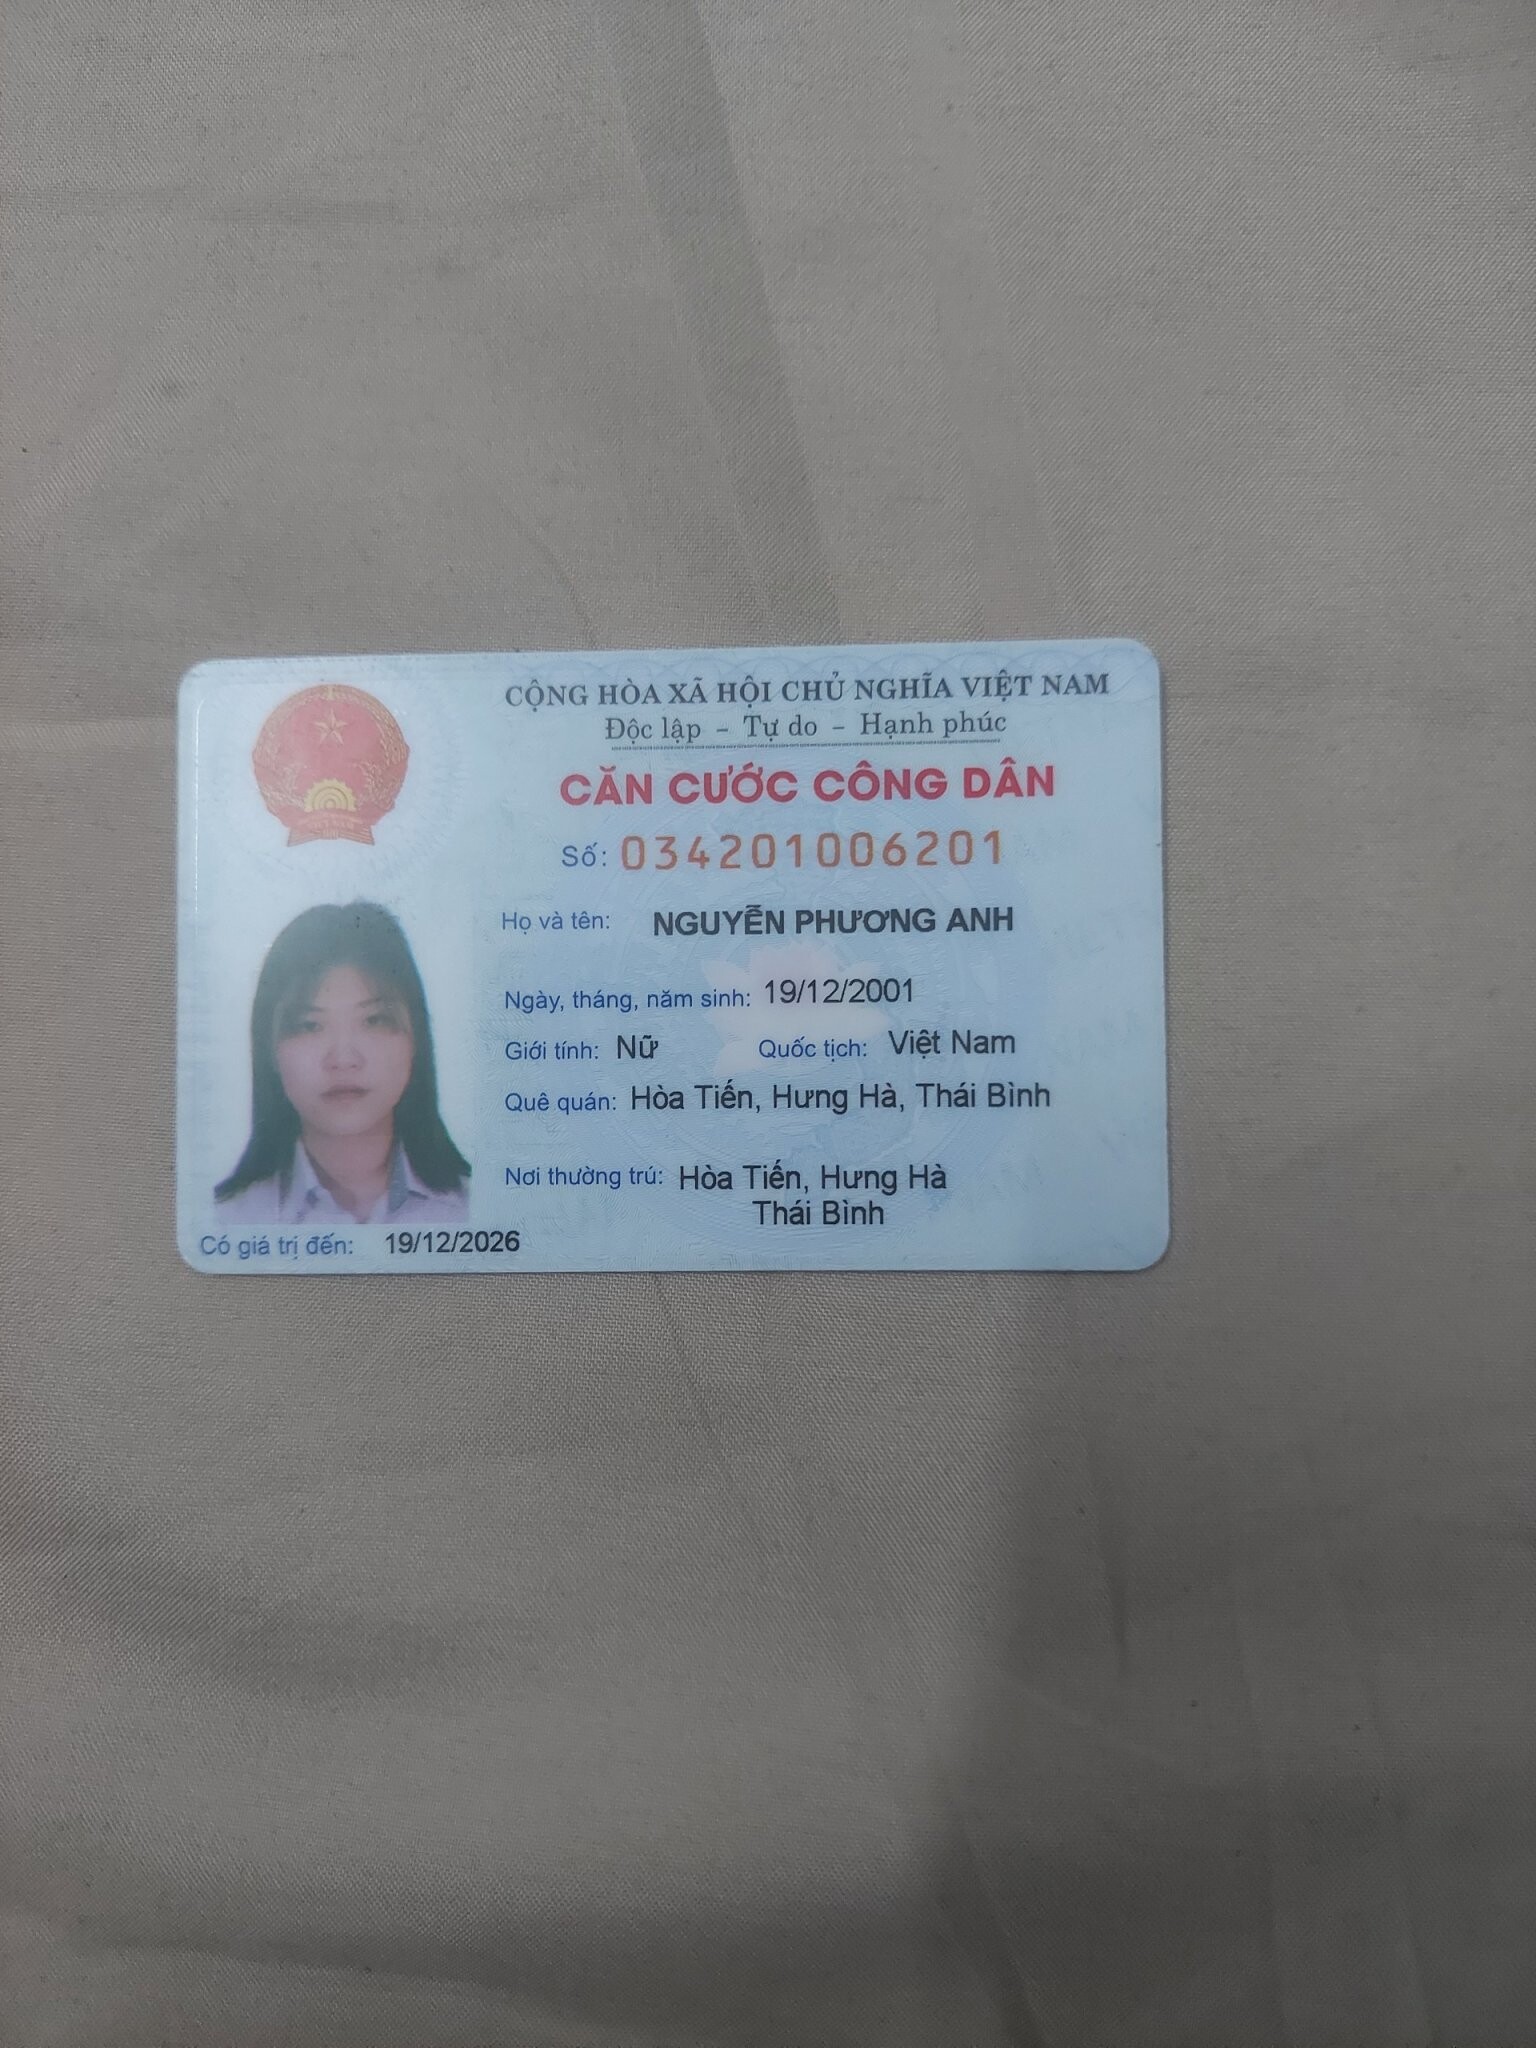 CỘNG HÒA XÃ HỘI CHỦ NGHĨA VIỆT NAM
Độc lập - Tự do - Hạnh phúc
CĂN CƯỚC CÔNG DÂN
Số: 034201006201
Họ và tên: NGUYỄN PHƯƠNG ANH
Ngày, tháng, năm sinh: 19/12/2001
Giới tính: Nữ Quốc tịch: Việt Nam
Quê quán: Hòa Tiến, Hưng Hà, Thái Bình
Nơi thường trú: Hòa Tiến, Hưng Hà
Thái Bình
Có giá trị đến: 19/12/2026